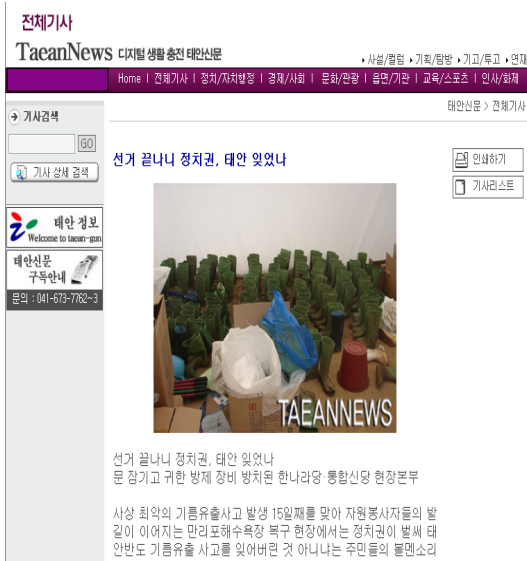 전체기사
TaeanNews 디지털 생활 충전 태안신문
사설/컬럼 기획/탐방 기고/투고 연재
Home | 전체기사 | 정치/자치행정 | 경제/사회 | 문화/관광 | 읍면/기관 | 교육/스포츠 | 인사/화제
태안신문 > 전체기사
기사검색
GO
기사 상세 검색
태안 정보
Welcome to taean-gun
태안신문
구독안내
문의 : 041-673-7762~3
선거 끝나니 정치권, 태안 잊었나
인쇄하기
기사리스트
TAEANNEWS
선거 끝나니 정치권, 태안 잊었나
문 잠기고 귀한 방제 장비 방치된 한나라당·통합신당 현장본부
사상 최악의 기름유출사고 발생 15일째를 맞아 자원봉사자들의 발
길이 이어지는 만리포해수욕장 복구 현장에서는 정치권이 벌써 태
안반도 기름유출 사고를 잊어버린 것 아니냐는 주민들의 볼멘소리